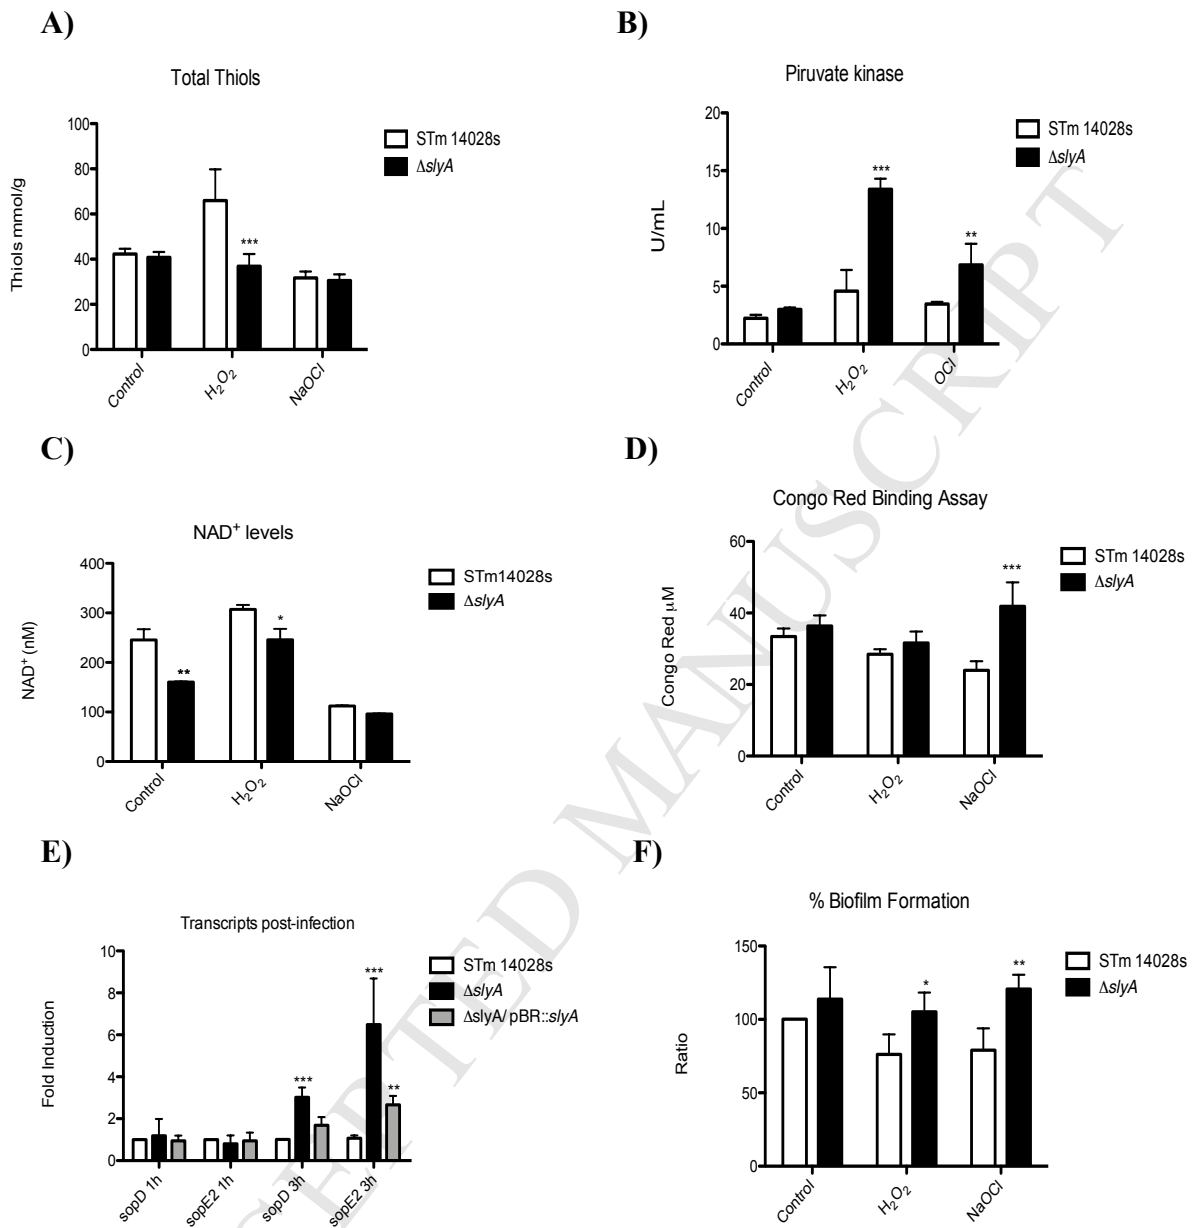 A)
Total Thiols
Thiols mmol/g
100
80
60
40
20
0
***
Control
H2O2
NaOCl
STm 14028s
ΔslyA
B)
Piruvate kinase
U/mL
20
15
10
5
0
***
**
Control
H2O2
OCl
STm 14028s
ΔslyA
C)
NAD+ levels
NAD+ (nM)
400
300
200
100
0
**
*
Control
H2O2
NaOCl
STm14028s
ΔslyA
D)
Congo Red Binding Assay
Congo Red μM
60
40
20
0
***
Control
H2O2
NaOCl
STm 14028s
ΔslyA
E)
Transcripts post-infection
Fold Induction
10
8
6
4
2
0
***
***
**
sopD 1h
sopE2 1h
sopD 3h
sopE2 3h
STm 14028s
ΔslyA
ΔslyA/pBR::slyA
F)
% Biofilm Formation
Ratio
150
100
50
0
*
**
Control
H2O2
NaOCl
STm 14028s
ΔslyA
CEPTED MANUSCRIPT